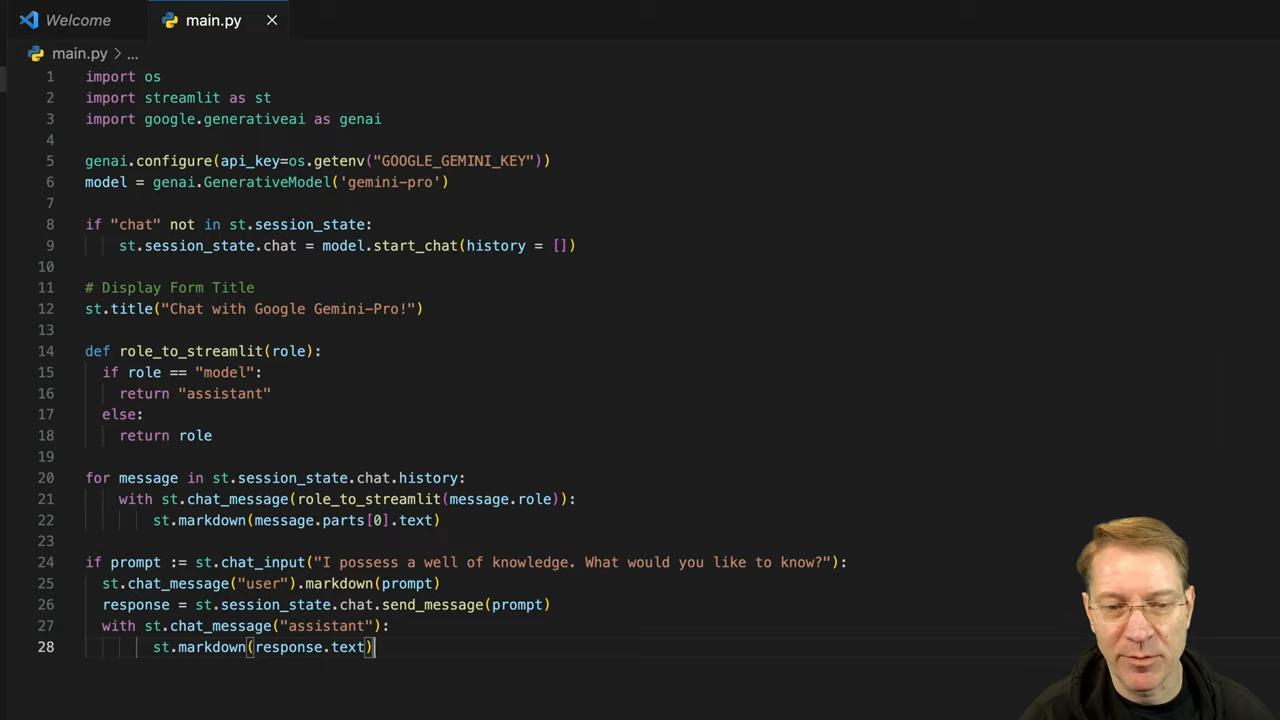 Welcome
main.py
main.py > ...
1 import os
2 import streamlit as st
3 import google.generativeai as genai
4
5 genai.configure(api_key=os.getenv("GOOGLE_GEMINI_KEY"))
6 model = genai.GenerativeModel('gemini-pro')
7
8 if "chat" not in st.session_state:
9     st.session_state.chat = model.start_chat(history = [])
10
11 # Display Form Title
12 st.title("Chat with Google Gemini-Pro!")
13
14 def role_to_streamlit(role):
15   if role == "model":
16     return "assistant"
17   else:
18     return role
19
20 for message in st.session_state.chat.history:
21     with st.chat_message(role_to_streamlit(message.role)):
22         st.markdown(message.parts[0].text)
23
24 if prompt := st.chat_input("I possess a well of knowledge. What would you like to know?"):
25   st.chat_message("user").markdown(prompt)
26   response = st.session_state.chat.send_message(prompt)
27   with st.chat_message("assistant"):
28         st.markdown(response.text)